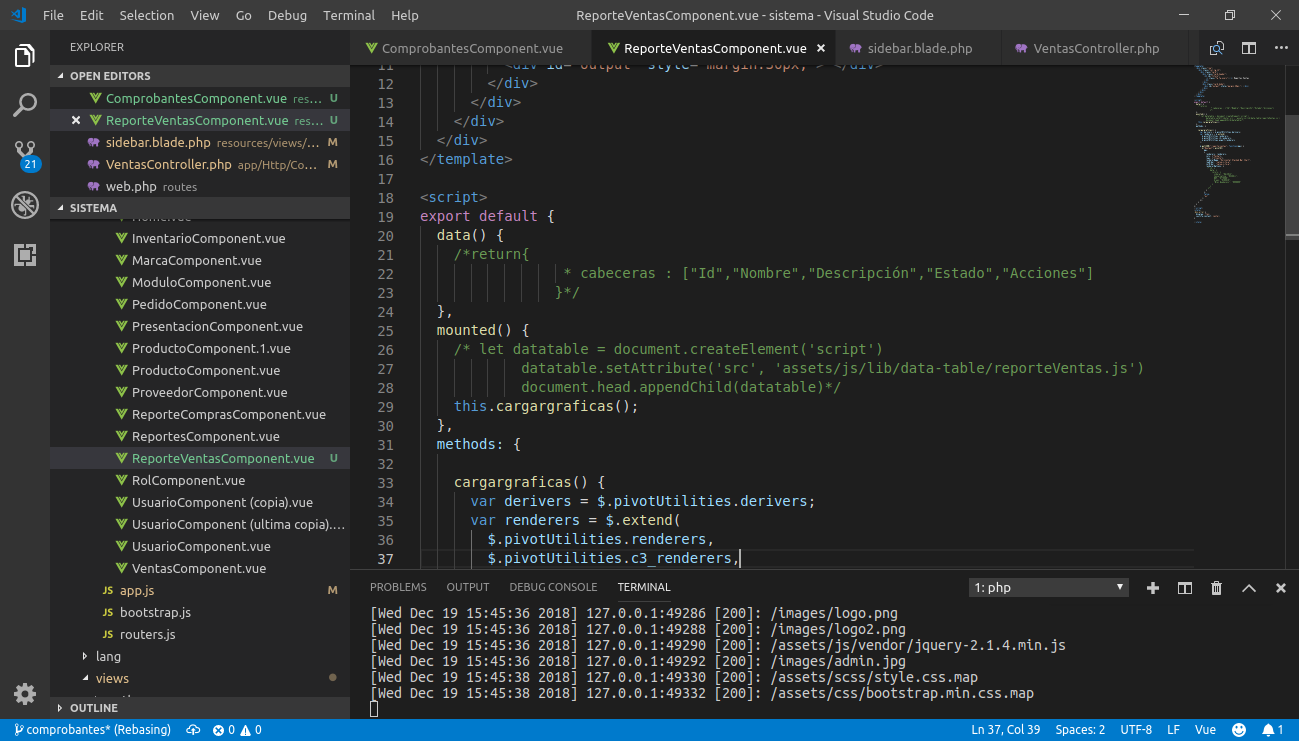 File Edit Selection View Go Debug Terminal Help ReporteVentasComponent.vue - sistema - Visual Studio Code
EXPLORER
OPEN EDITORS
ComprobantesComponent.vue res... U
ReporteVentasComponent.vue res... U
sidebar.blade.php resources/views/... M
VentasController.php app/Http/Co... M
web.php routes
21
SISTEMA
Home.vue
InventarioComponent.vue
MarcaComponent.vue
ModuloComponent.vue
PedidoComponent.vue
PresentacionComponent.vue
ProductoComponent.1.vue
ProductoComponent.vue
ProveedorComponent.vue
ReporteComprasComponent.vue
ReportesComponent.vue
ReporteVentasComponent.vue U
RolComponent.vue
UsuarioComponent (copia).vue
UsuarioComponent (ultima copia)....
UsuarioComponent.vue
VentasComponent.vue
JS app.js M
JS bootstrap.js
JS routers.js
lang
views
OUTLINE
ComprobantesComponent.vue ReporteVentasComponent.vue sidebar.blade.php VentasController.php
11 <div id="output" style="margin:30px;"> </div>
12 </div>
13 </div>
14 </div>
15 </div>
16 </template>
17
18 <script>
19 export default {
20 data() {
21 /*return{
22 * cabeceras : ["Id","Nombre","Descripción","Estado","Acciones"]
23 }*/
24 },
25 mounted() {
26 /* let datatable = document.createElement('script')
27 datatable.setAttribute('src', 'assets/js/lib/data-table/reporteVentas.js')
28 document.head.appendChild(datatable)*/
29 this.cargargraficas();
30 },
31 methods: {
32
33 cargargraficas() {
34 var derivers = $.pivotUtilities.derivers;
35 var renderers = $.extend(
36 $.pivotUtilities.renderers,
37 $.pivotUtilities.c3_renderers,
PROBLEMS OUTPUT DEBUG CONSOLE TERMINAL 1: php
[Wed Dec 19 15:45:36 2018] 127.0.0.1:49286 [200]: /images/logo.png
[Wed Dec 19 15:45:36 2018] 127.0.0.1:49288 [200]: /images/logo2.png
[Wed Dec 19 15:45:36 2018] 127.0.0.1:49290 [200]: /assets/js/vendor/jquery-2.1.4.min.js
[Wed Dec 19 15:45:36 2018] 127.0.0.1:49292 [200]: /images/admin.jpg
[Wed Dec 19 15:45:38 2018] 127.0.0.1:49330 [200]: /assets/scss/style.css.map
[Wed Dec 19 15:45:38 2018] 127.0.0.1:49332 [200]: /assets/css/bootstrap.min.css.map
comprobantes* (Rebasing) 0 0 Ln 37, Col 39 Spaces: 2 UTF-8 LF Vue 1